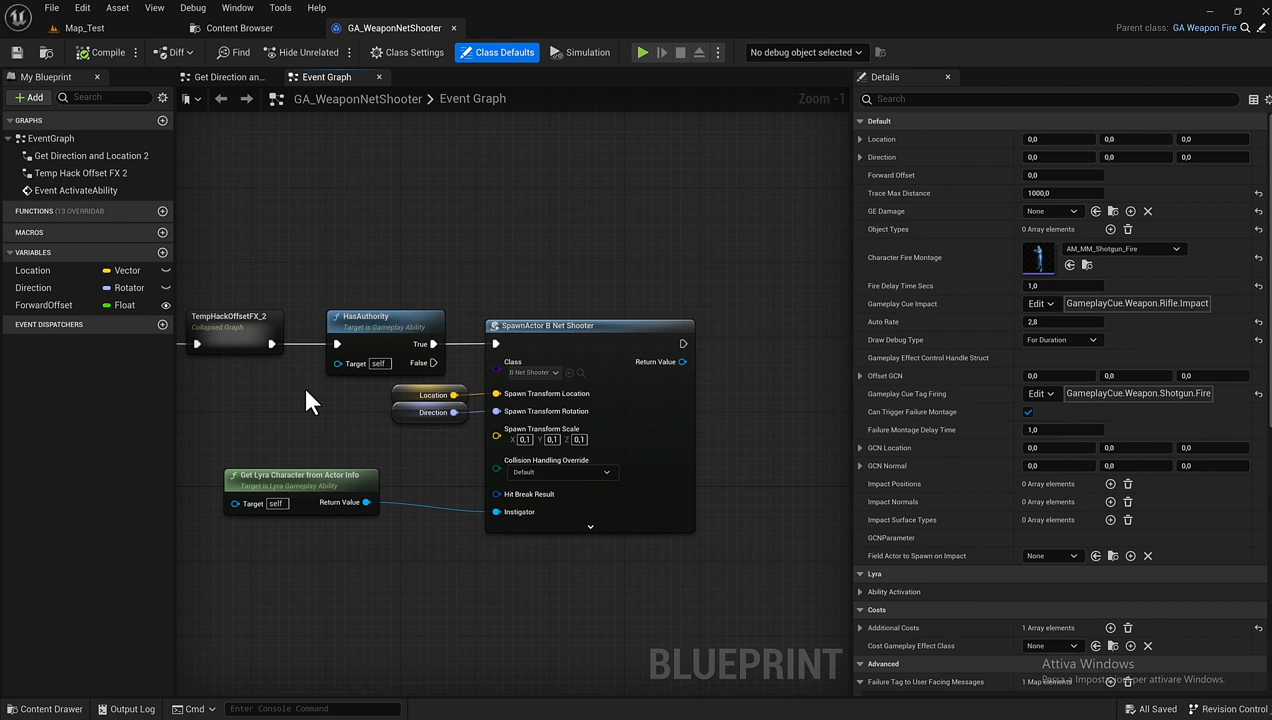 File Edit Asset View Debug Window Tools Help
Map_Test Content Browser GA_WeaponNetShooter Parent class: GA Weapon Fire
Compile Diff Find Hide Unrelated Class Settings Class Defaults Simulation No debug object selected
My Blueprint Get Direction an... Event Graph Details
Add Search GA_WeaponNetShooter > Event Graph Zoom -1 Search
GRAPHS
EventGraph
Get Direction and Location 2
Temp Hack Offset FX 2
Event ActivateAbility
FUNCTIONS (13 OVERRIDAB
MACROS
VARIABLES
Location Vector
Direction Rotator
ForwardOffset Float
EVENT DISPATCHERS
TempHackOffsetFX_2
Collapsed Graph
HasAuthority
Target is Gameplay Ability
True
Target self False
Location
Direction
Get Lyra Character from Actor Info
Target is Lyra Gameplay Ability
Target self Return Value
SpawnActor B Net Shooter
Class Return Value
B Net Shooter
Spawn Transform Location
Spawn Transform Rotation
Spawn Transform Scale
X 0,1 Y 0,1 Z 0,1
Collision Handling Override
Default
Hit Break Result
Instigator
BLUEPRINT
Default
Location 0,0 0,0 0,0
Direction 0,0 0,0 0,0
Forward Offset 0,0
Trace Max Distance 1000,0
GE Damage None
Object Types 0 Array elements
Character Fire Montage AM_MM_Shotgun_Fire
Fire Delay Time Secs 1,0
Gameplay Cue Impact Edit GameplayCue.Weapon.Rifle.Impact
Auto Rate 2,8
Draw Debug Type For Duration
Gameplay Effect Control Handle Struct
Offset GCN 0,0 0,0 0,0
Gameplay Cue Tag Firing Edit GameplayCue.Weapon.Shotgun.Fire
Can Trigger Failure Montage
Failure Montage Delay Time 1,0
GCN Location 0,0 0,0 0,0
GCN Normal 0,0 0,0 0,0
Impact Positions 0 Array elements
Impact Normals 0 Array elements
Impact Surface Types 0 Array elements
GCNParameter
Field Actor to Spawn on Impact None
Lyra
Ability Activation
Costs
Additional Costs 1 Array elements
Cost Gameplay Effect Class None
Advanced
Attiva Windows
Failure Tag to User Facing Messages 1 Map elements
per attivare Windows.
Content Drawer Output Log Cmd Enter Console Command All Saved Revision Control